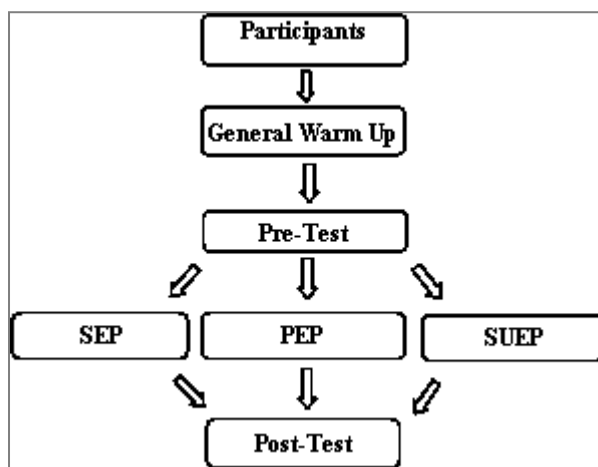 Participants
General Warm Up
Pre-Test
SEP
PEP
SUEP
Post-Test